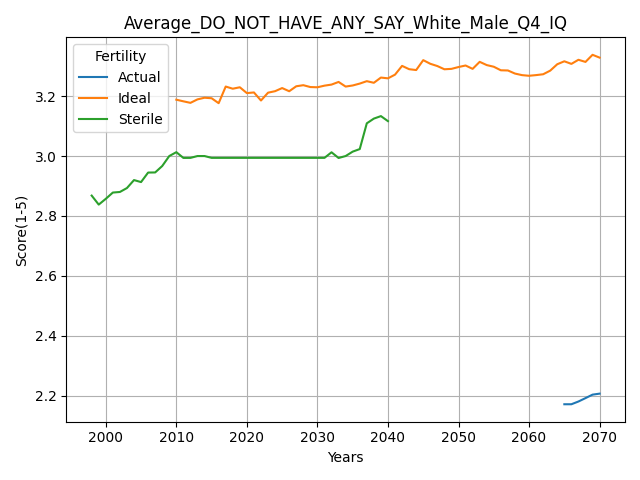 Average_DO_NOT_HAVE_ANY_SAY_White_Male_Q4_IQ
Fertility
Actual
Ideal
Sterile
Score(1-5)
3.2
3.0
2.8
2.6
2.4
2.2
2000 2010 2020 2030 2040 2050 2060 2070
Years